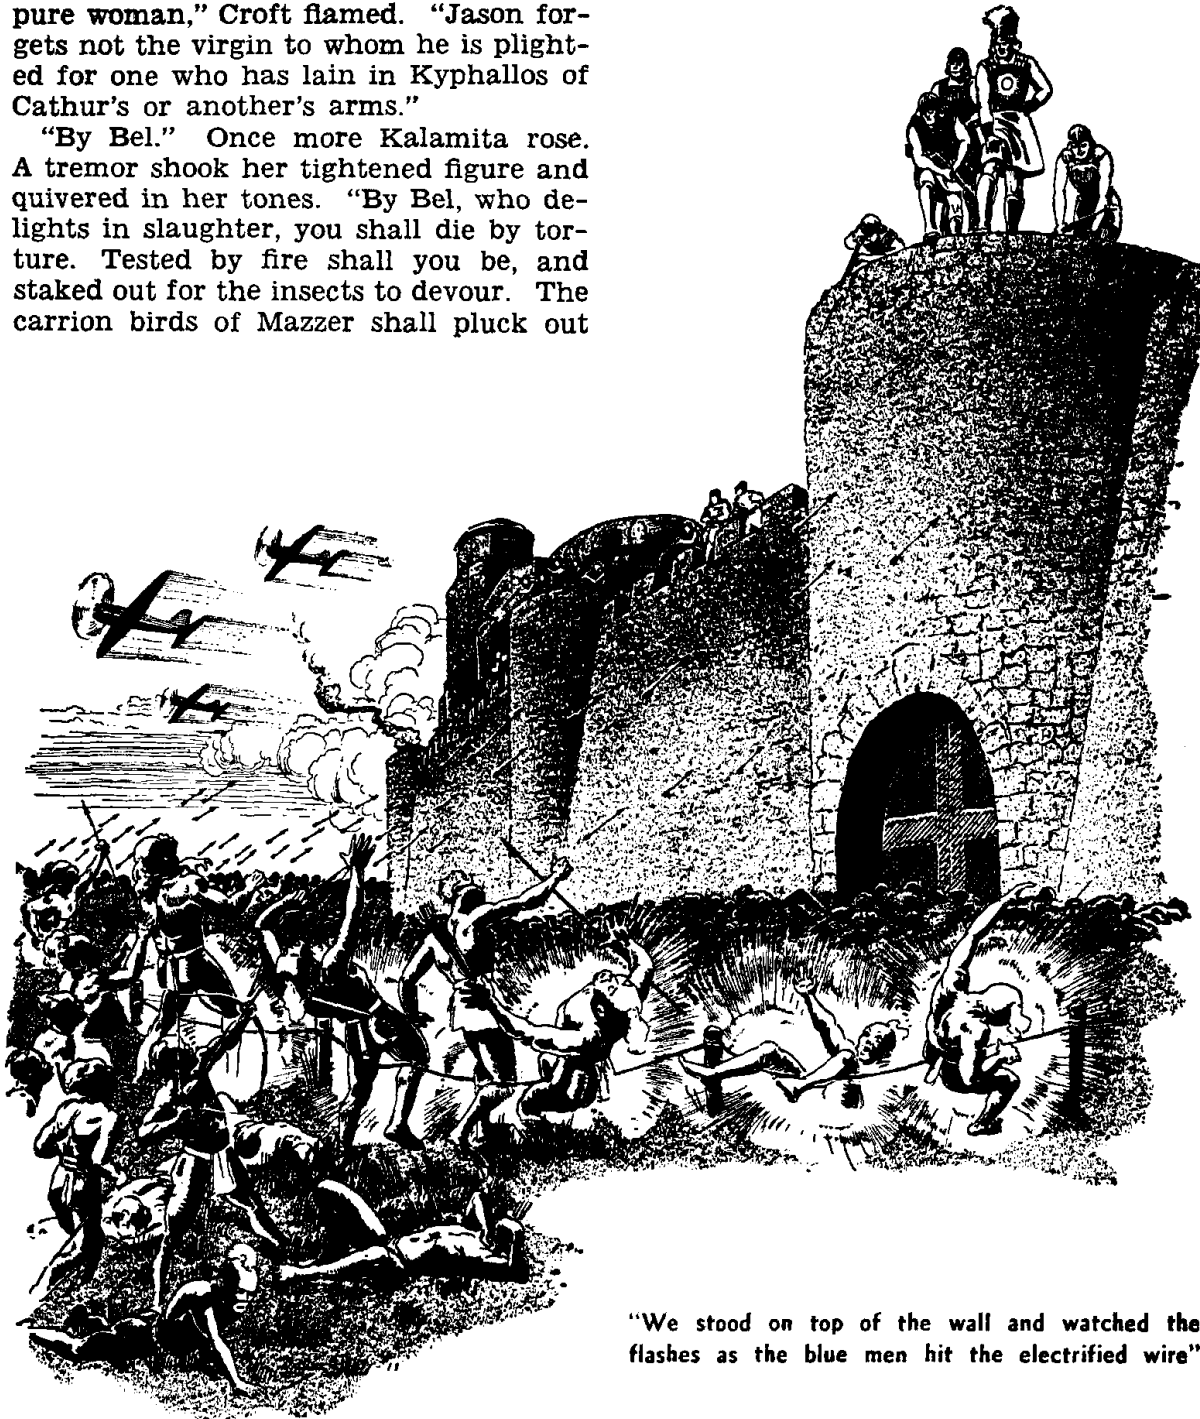 pure woman,” Croft flamed. “Jason for-
gets not the virgin to whom he is plight-
ed for one who has lain in Kyphallos of
Cathur’s or another’s arms.”
“By Bel.” Once more Kalamita rose.
A tremor shook her tightened figure and
quivered in her tones. “By Bel, who de-
lights in slaughter, you shall die by tor-
ture. Tested by fire shall you be, and
staked out for the insects to devour. The
carrion birds of Mazzer shall pluck out
“We stood on top of the wall and watched the
flashes as the blue men hit the electrified wire”